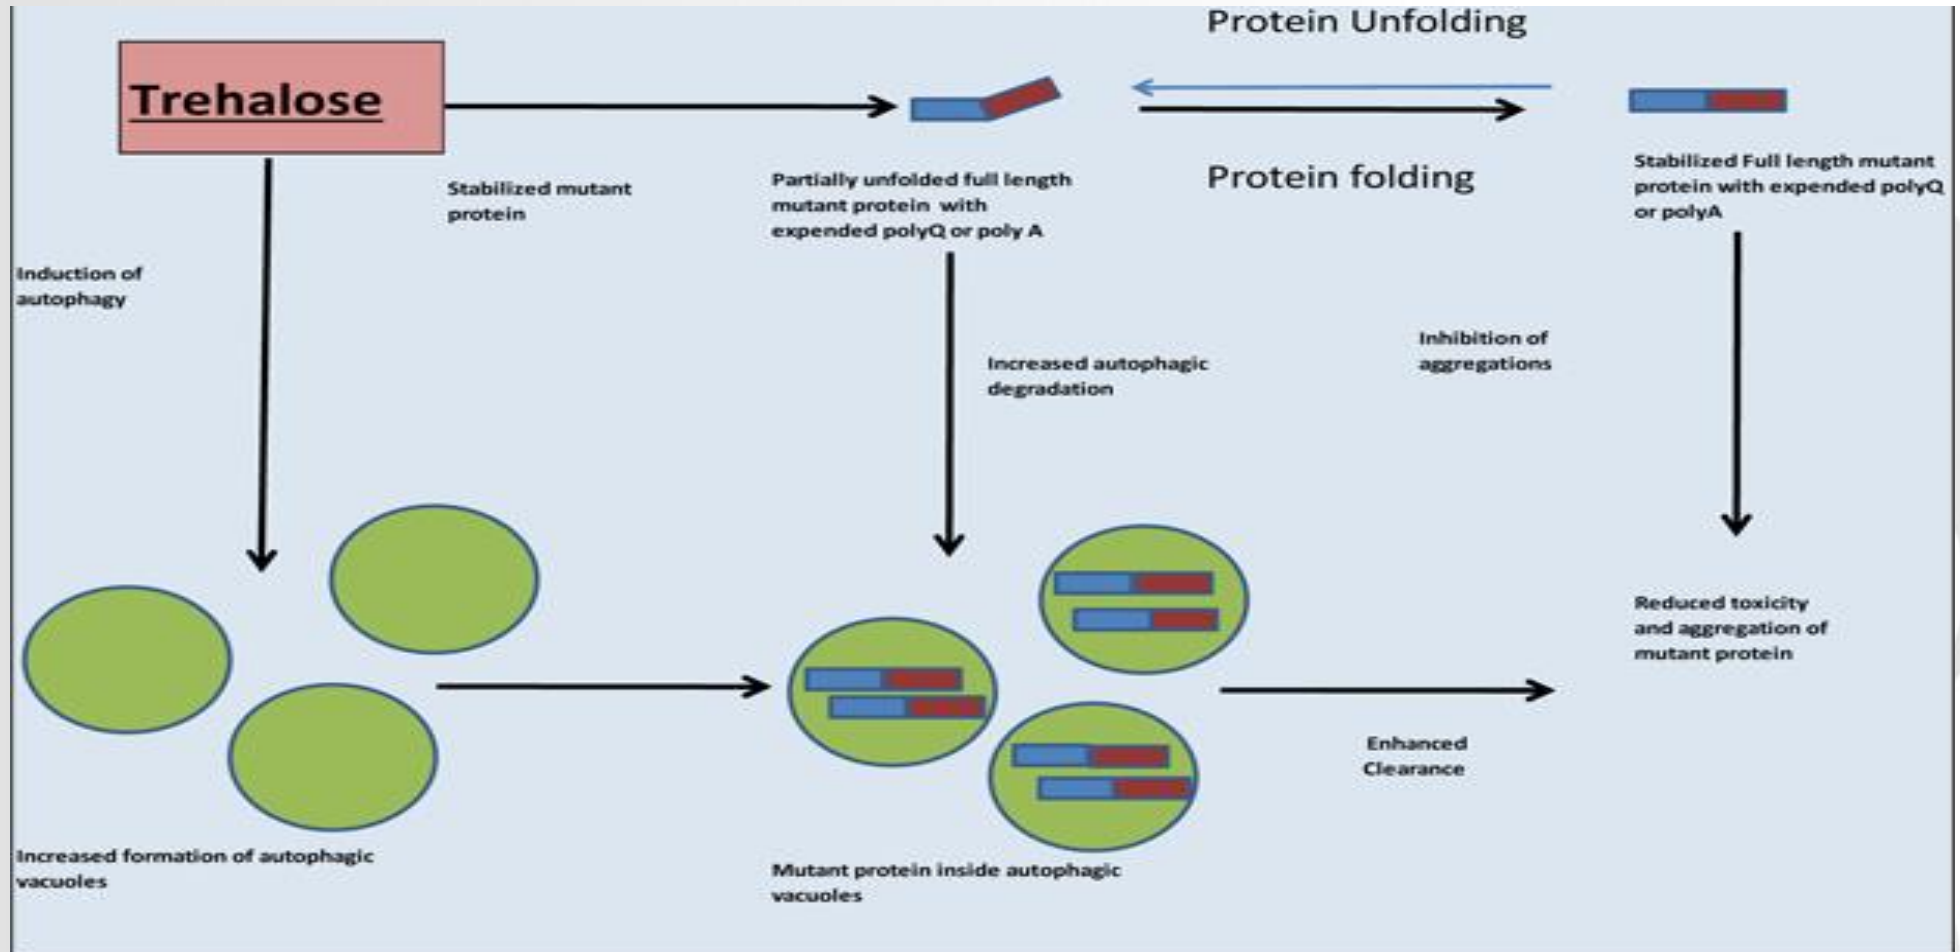 Protein Unfolding
Trehalose
Stabilized mutant
protein
Partially unfolded full length
mutant protein with
expended polyQ or poly A
Protein folding
Stabilized Full length mutant
protein with expended polyQ
or polyA
Induction of
autophagy
Increased autophagic
degradation
Inhibition of
aggregations
Reduced toxicity
and aggregation of
mutant protein
Enhanced
Clearance
Increased formation of autophagic
vacuoles
Mutant protein inside autophagic
vacuoles